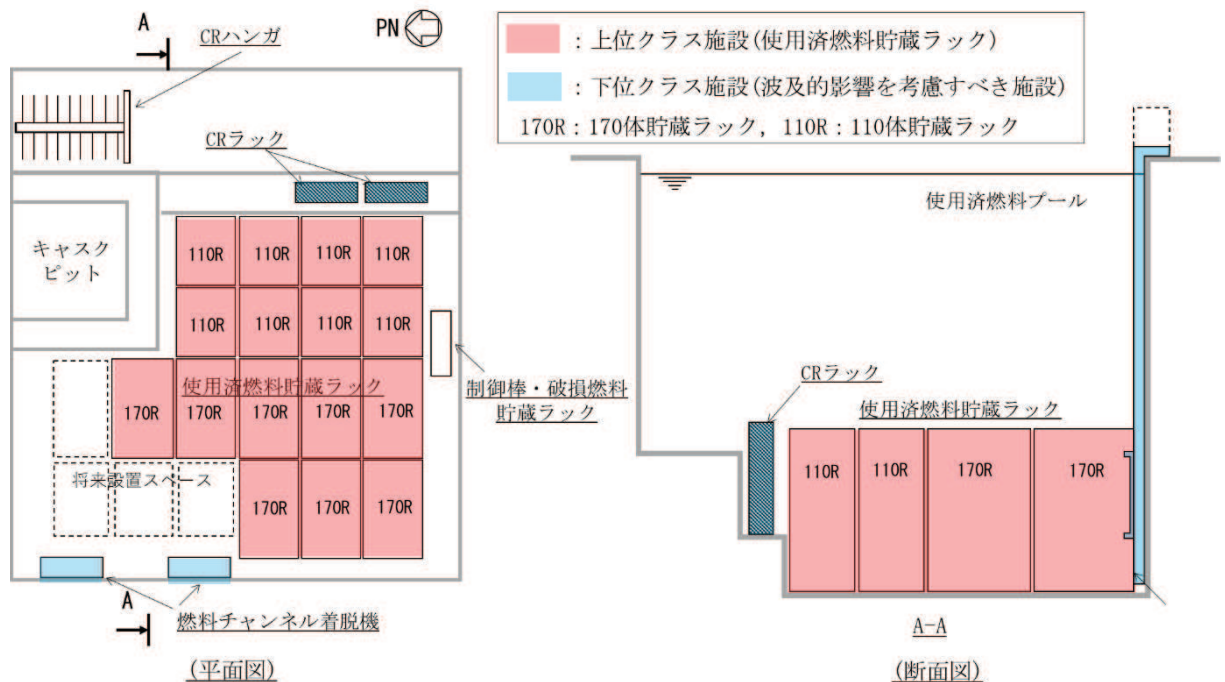 A
CRハンガ
PN
：上位クラス施設(使用済燃料貯蔵ラック)
：下位クラス施設(波及的影響を考慮すべき施設)
170R：170体貯蔵ラック, 110R：110体貯蔵ラック
CRラック
キャスク
ピット
110R 110R 110R 110R
110R 110R 110R 110R
使用済燃料貯蔵ラック
170R 170R 170R 170R 170R
制御棒・破損燃料
貯蔵ラック
将来設置スペース
170R 170R 170R
A
燃料チャンネル着脱機
(平面図)
使用済燃料プール
CRラック
使用済燃料貯蔵ラック
110R 110R 170R 170R
A-A
(断面図)